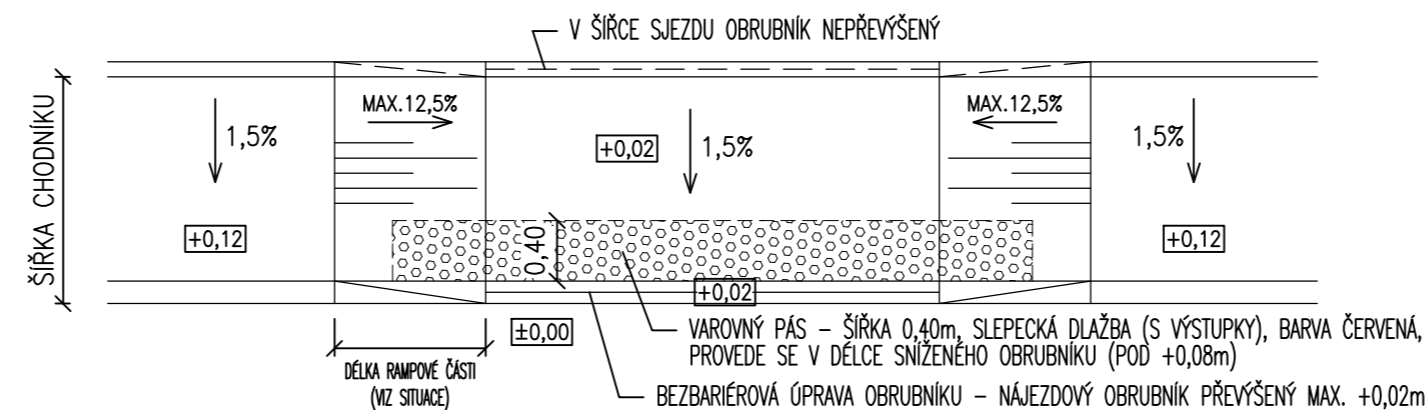 V ŠÍŘCE SJEZDU OBRUBNÍK NEPŘEVÝŠENÝ
ŠÍŘKA CHODNÍKU
MAX.12,5%
MAX.12,5%
1,5%
+0,02
1,5%
1,5%
+0,12
0,40
+0,12
+0,02
±0,00
VAROVNÝ PÁS – ŠÍŘKA 0,40m, SLEPECKÁ DLAŽBA (S VÝSTUPKY), BARVA ČERVENÁ,
PROVEDE SE V DÉLCE SNÍŽENÉHO OBRUBNÍKU (POD +0,08m)
DÉLKA RAMPOVÉ ČÁSTI
(VIZ SITUACE)
BEZBARIÉROVÁ ÚPRAVA OBRUBNÍKU – NÁJEZDOVÝ OBRUBNÍK PŘEVÝŠENÝ MAX. +0,02m